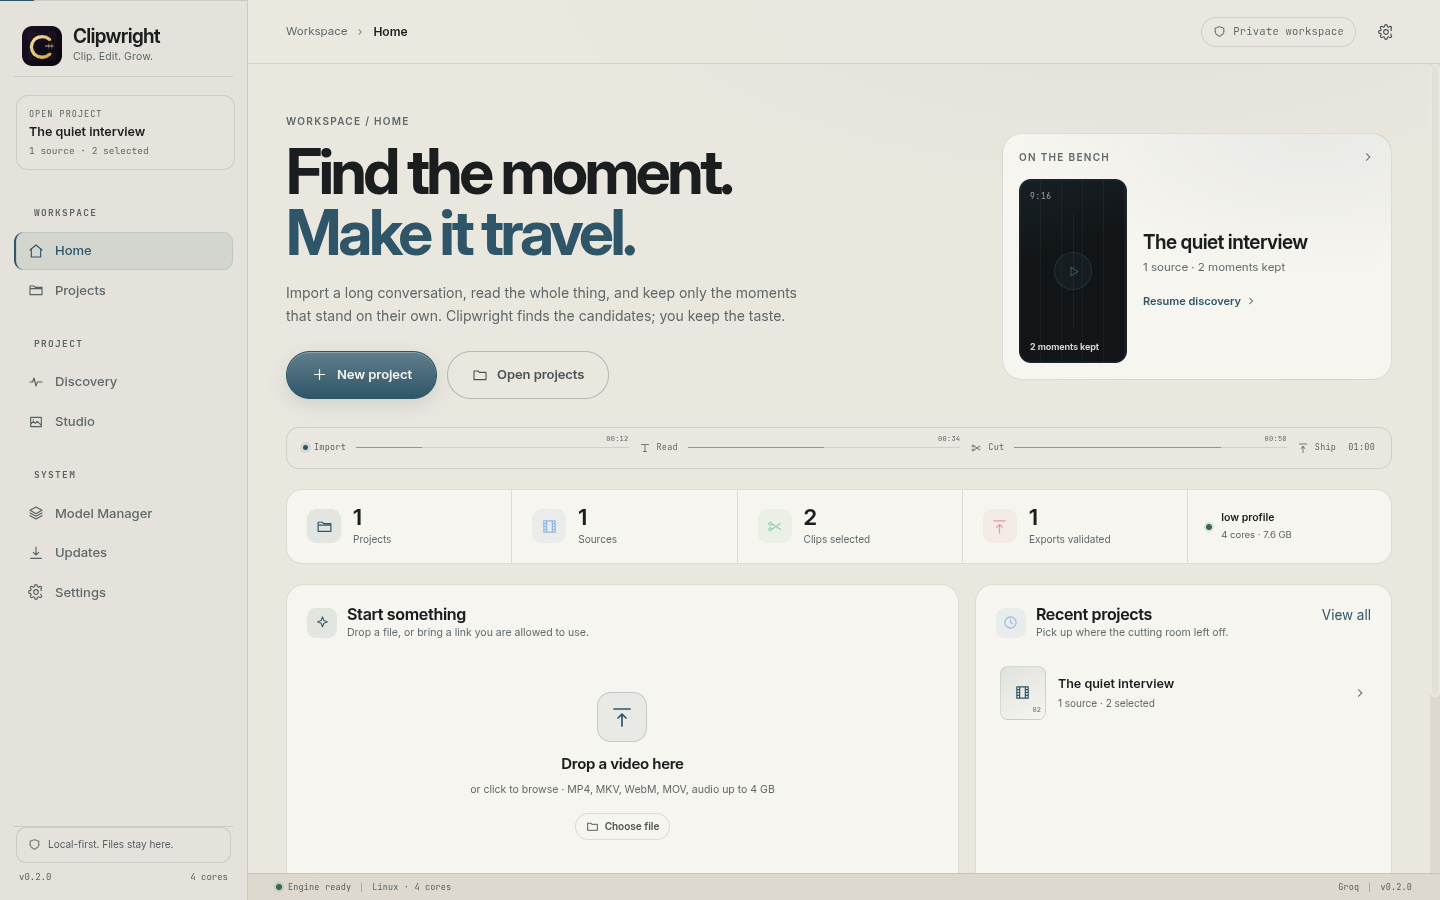 Clipwright
Clip. Edit. Grow.
OPEN PROJECT
The quiet interview
1 source · 2 selected
WORKSPACE
Home
Projects
PROJECT
Discovery
Studio
SYSTEM
Model Manager
Updates
Settings
Local-first. Files stay here.
v0.2.0 4 cores
Workspace › Home
Private workspace
WORKSPACE / HOME
Find the moment.
Make it travel.
Import a long conversation, read the whole thing, and keep only the moments
that stand on their own. Clipwright finds the candidates; you keep the taste.
New project
Open projects
ON THE BENCH
9:16
2 moments kept
The quiet interview
1 source · 2 moments kept
Resume discovery
Import 00:12 Read 00:34 Cut 00:58 Ship 01:00
1
Projects
1
Sources
2
Clips selected
1
Exports validated
low profile
4 cores · 7.6 GB
Start something
Drop a file, or bring a link you are allowed to use.
Drop a video here
or click to browse · MP4, MKV, WebM, MOV, audio up to 4 GB
Choose file
Recent projects
View all
Pick up where the cutting room left off.
02
The quiet interview
1 source · 2 selected
Engine ready | Linux · 4 cores
Groq | v0.2.0